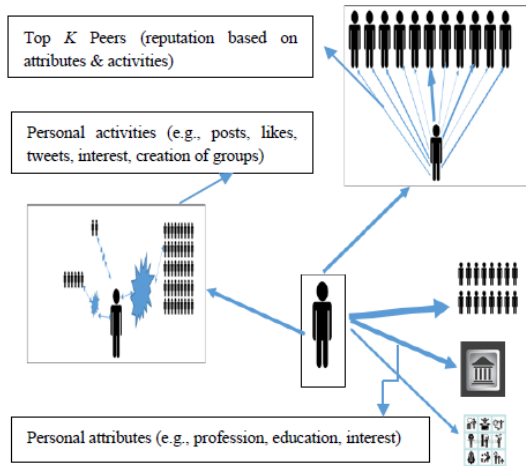 Top K Peers (reputation based on
attributes & activities)
Personal activities (e.g., posts, likes,
tweets, interest, creation of groups)
Personal attributes (e.g., profession, education, interest)